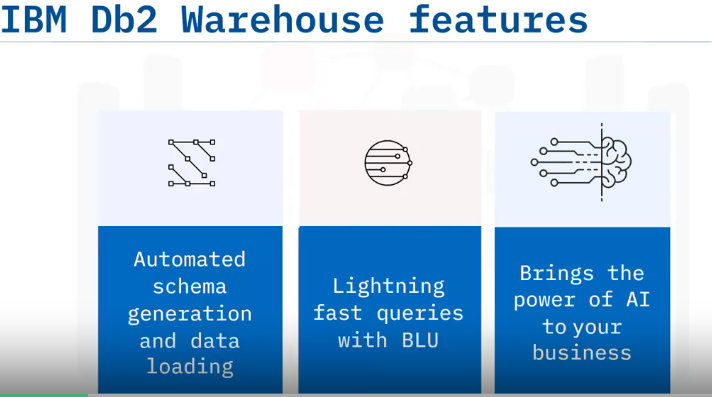 IBM Db2 Warehouse features
Automated
schema
generation
and data
loading
Lightning
fast queries
with BLU
Brings the
power of AI
to your
business